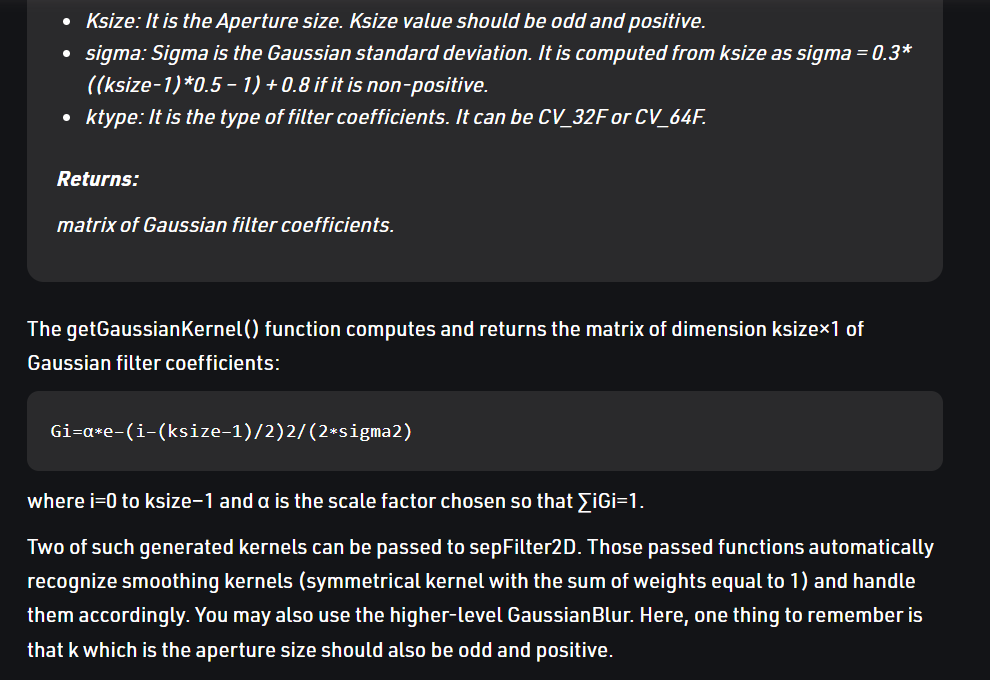 • Ksize: It is the Aperture size. Ksize value should be odd and positive.
• sigma: Sigma is the Gaussian standard deviation. It is computed from ksize as sigma = 0.3*
((ksize-1)*0.5 – 1) + 0.8 if it is non-positive.
• ktype: It is the type of filter coefficients. It can be CV_32F or CV_64F.
Returns:
matrix of Gaussian filter coefficients.
The getGaussianKernel() function computes and returns the matrix of dimension ksize×1 of
Gaussian filter coefficients:
Gi=α*e−(i−(ksize−1)/2)2/(2*sigma2)
where i=0 to ksize−1 and α is the scale factor chosen so that ∑iGi=1.
Two of such generated kernels can be passed to sepFilter2D. Those passed functions automatically
recognize smoothing kernels (symmetrical kernel with the sum of weights equal to 1) and handle
them accordingly. You may also use the higher-level GaussianBlur. Here, one thing to remember is
that k which is the aperture size should also be odd and positive.